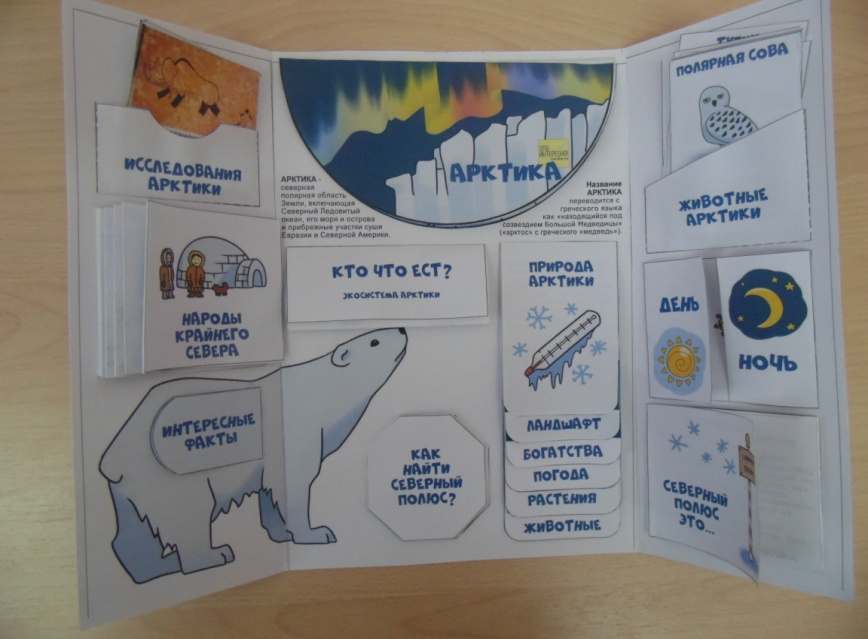 ИССЛЕДОВАНИЯ
АРКТИКИ
НАРОДЫ
КРАЙНЕГО
СЕВЕРА
ИНТЕРЕСНЫЕ
ФАКТЫ
АРКТИКА
АРКТИКА -
северная
полярная область
Земли, включающая
Северный Ледовитый
океан, его моря и острова
и прибрежные участки суши
Евразии и Северной Америки.
Название
АРКТИКА
переводится с
греческого языка
как «находящийся под
созвездием Большой Медведицы»
(«арктос» с греческого «медведь»).
КТО ЧТО ЕСТ?
ЭКОСИСТЕМА АРКТИКИ
КАК
НАЙТИ
СЕВЕРНЫЙ
ПОЛЮС?
ПРИРОДА
АРКТИКИ
ЛАНДШАФТ
БОГАТСТВА
ПОГОДА
РАСТЕНИЯ
ЖИВОТНЫЕ
ПОЛЯРНАЯ СОВА
ЖИВОТНЫЕ
АРКТИКИ
ДЕНЬ
НОЧЬ
СЕВЕРНЫЙ
ПОЛЮС
ЭТО...